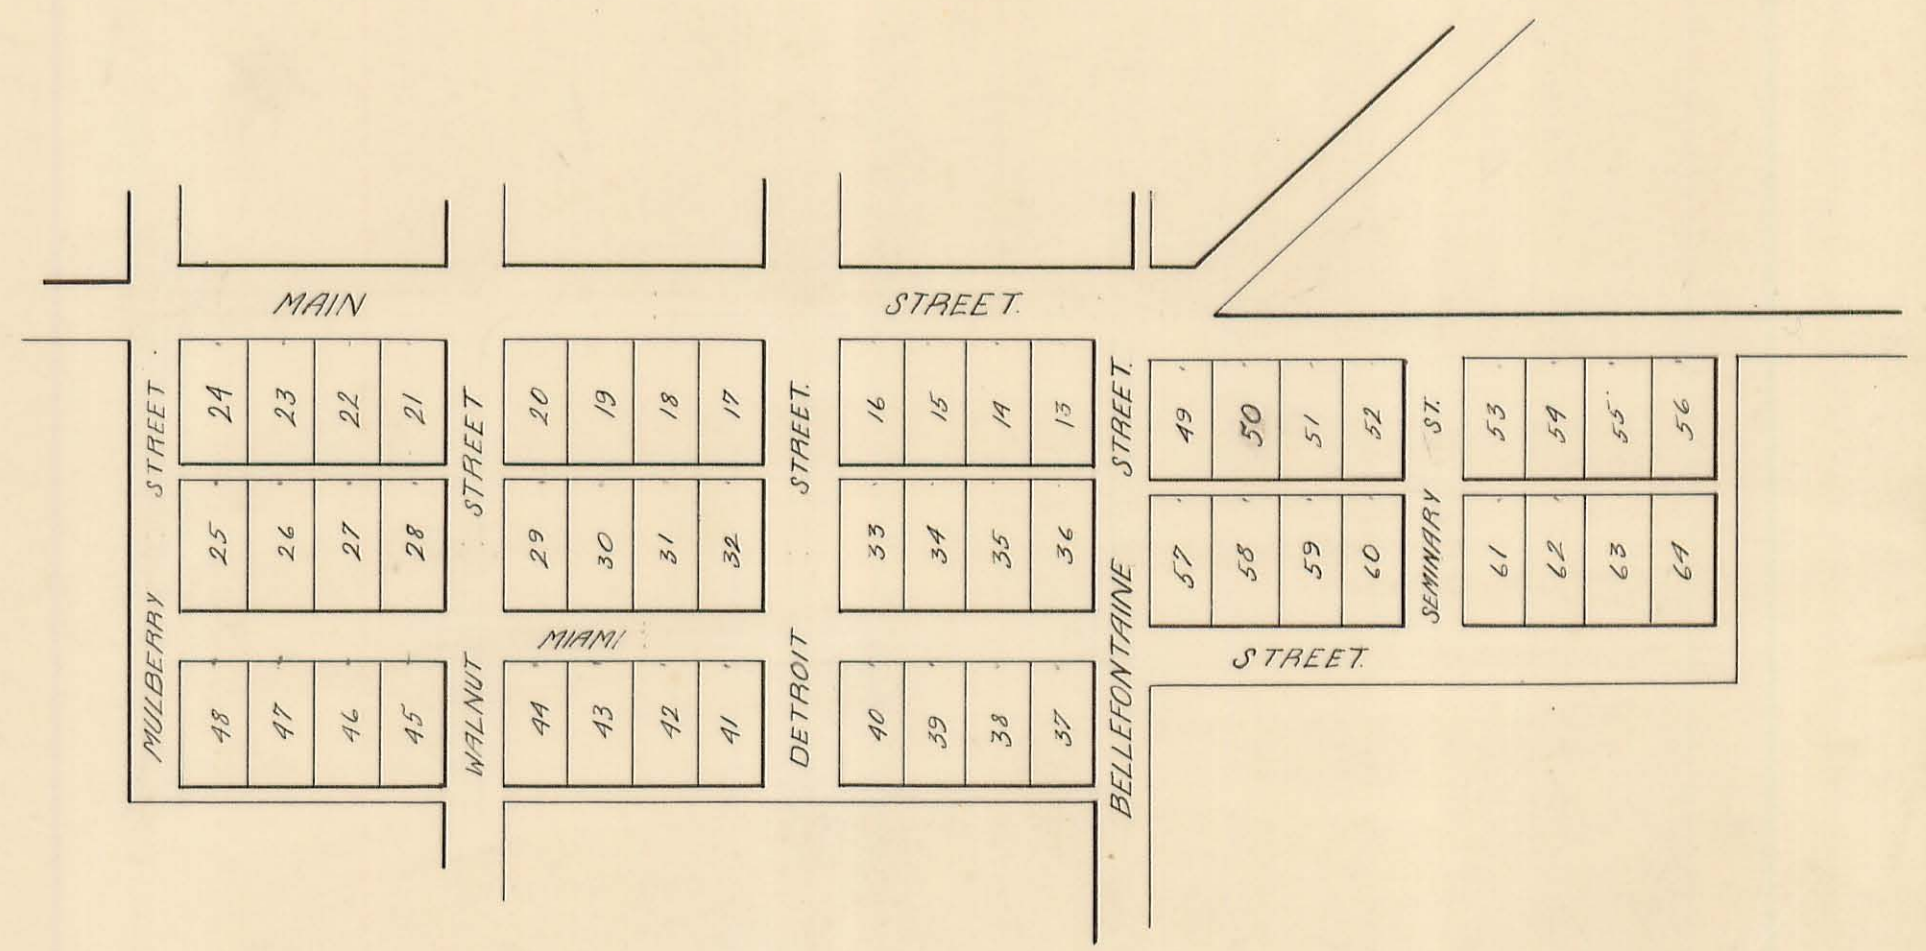 MAIN STREET.
MULBERRY STREET
24 23 22 21
WALNUT STREET
20 19 18 17
DETROIT STREET.
16 15 14 13
BELLEFONTAINE STREET.
49 50 51 52
SEMINARY ST.
53 54 55 56
25 26 27 28
29 30 31 32
33 34 35 36
57 58 59 60
61 62 63 64
MIAMI STREET.
48 47 46 45
44 43 42 41
40 39 38 37